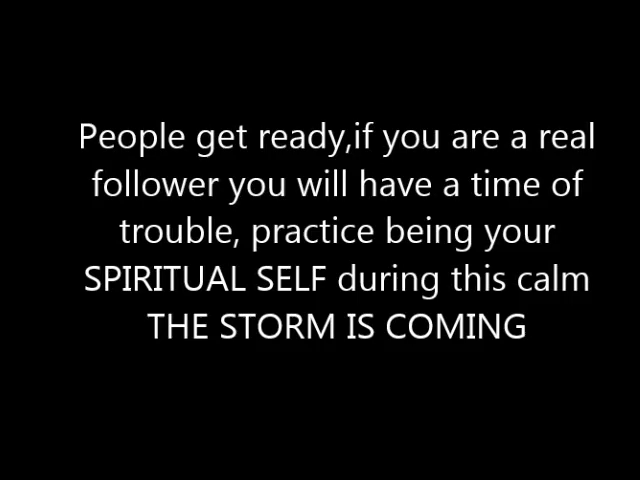 People get ready,if you are a real
follower you will have a time of
trouble, practice being your
SPIRITUAL SELF during this calm
THE STORM IS COMING